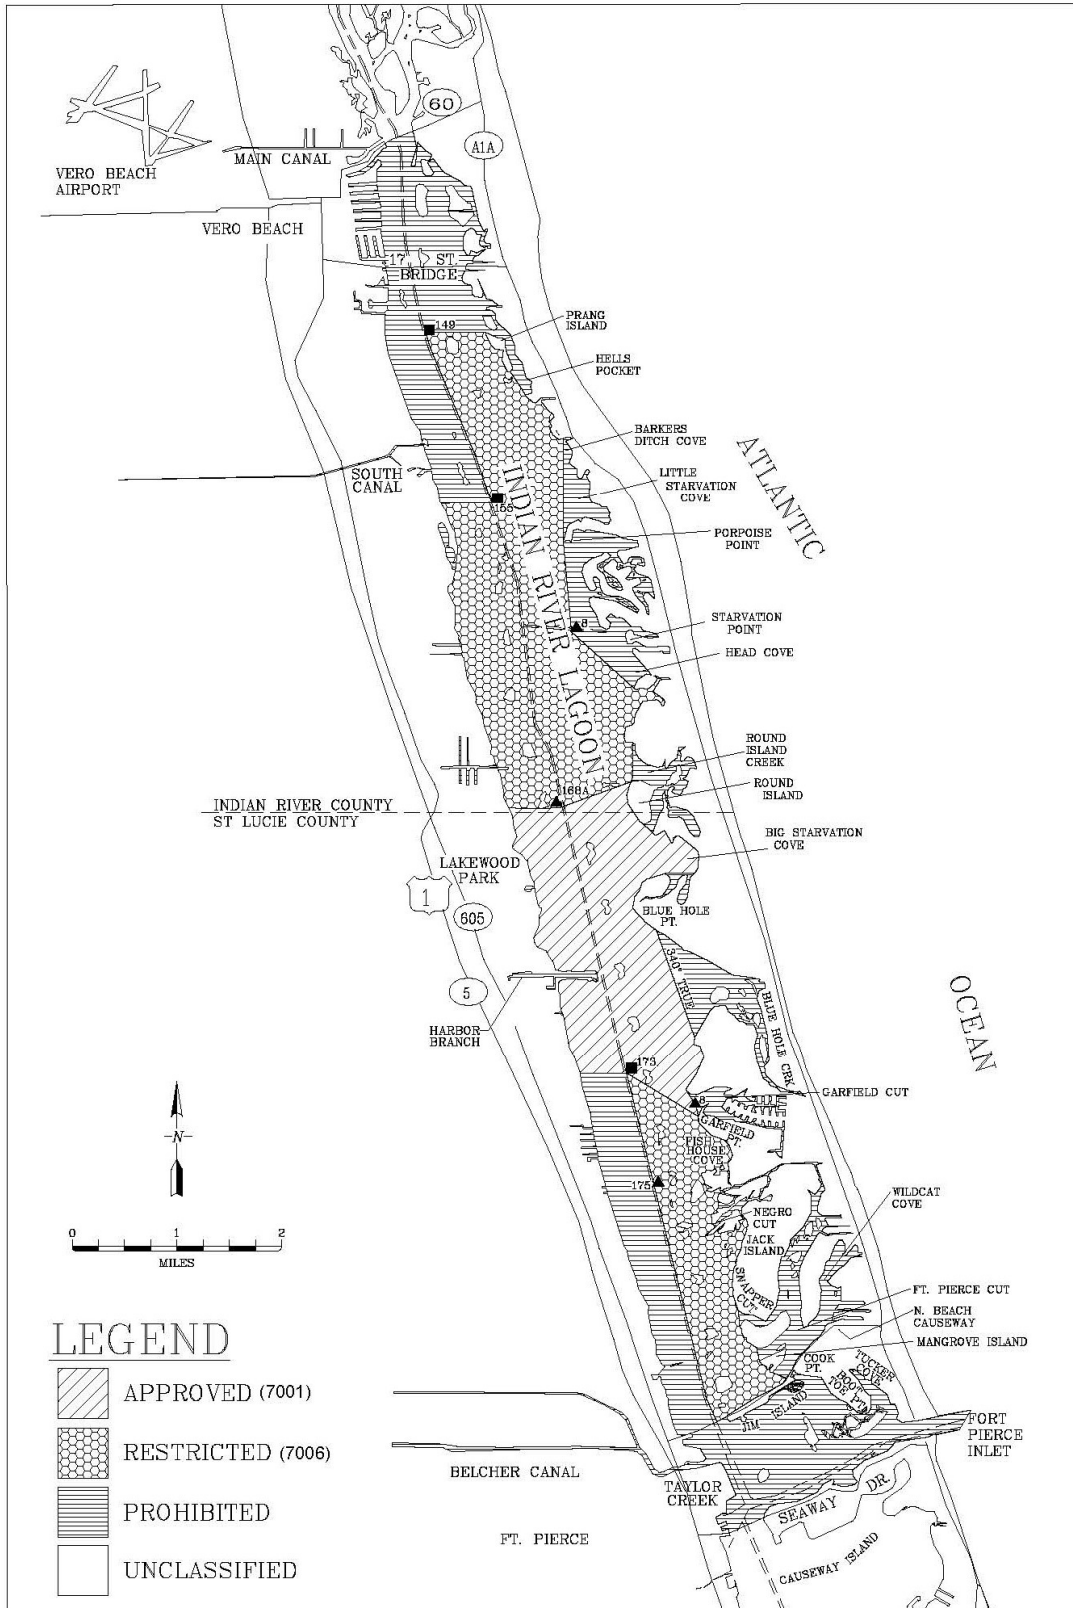 60
A1A
MAIN CANAL
VERO BEACH
AIRPORT
VERO BEACH
17 ST.
BRIDGE
149
PRANG
ISLAND
HELLS
POCKET
BARKERS
DITCH COVE
SOUTH
CANAL
LITTLE
STARVATION
COVE
155
PORPOISE
POINT
ATLANTIC
INDIAN RIVER LAGOON
8
STARVATION
POINT
HEAD COVE
ROUND
ISLAND
CREEK
ROUND
ISLAND
168A
INDIAN RIVER COUNTY
ST LUCIE COUNTY
BIG STARVATION
COVE
LAKEWOOD
PARK
1
605
BLUE HOLE
PT.
340° TRUE
5
HARBOR
BRANCH
BLUE HOLE CRK
OCEAN
173
GARFIELD CUT
8
GARFIELD
PT.
FISH
HOUSE
COVE
175
-N-
WILDCAT
COVE
NEGRO
CUT
JACK
ISLAND
SNAPPER
CUT
0 1 2
MILES
FT. PIERCE CUT
N. BEACH
CAUSEWAY
MANGROVE ISLAND
COOK
PT.
TUCKER
COVE
BOOT
TOE PT.
JIM ISLAND
FORT
PIERCE
INLET
LEGEND
APPROVED (7001)
RESTRICTED (7006)
PROHIBITED
UNCLASSIFIED
BELCHER CANAL
TAYLOR
CREEK
SEAWAY DR.
FT. PIERCE
CAUSEWAY ISLAND